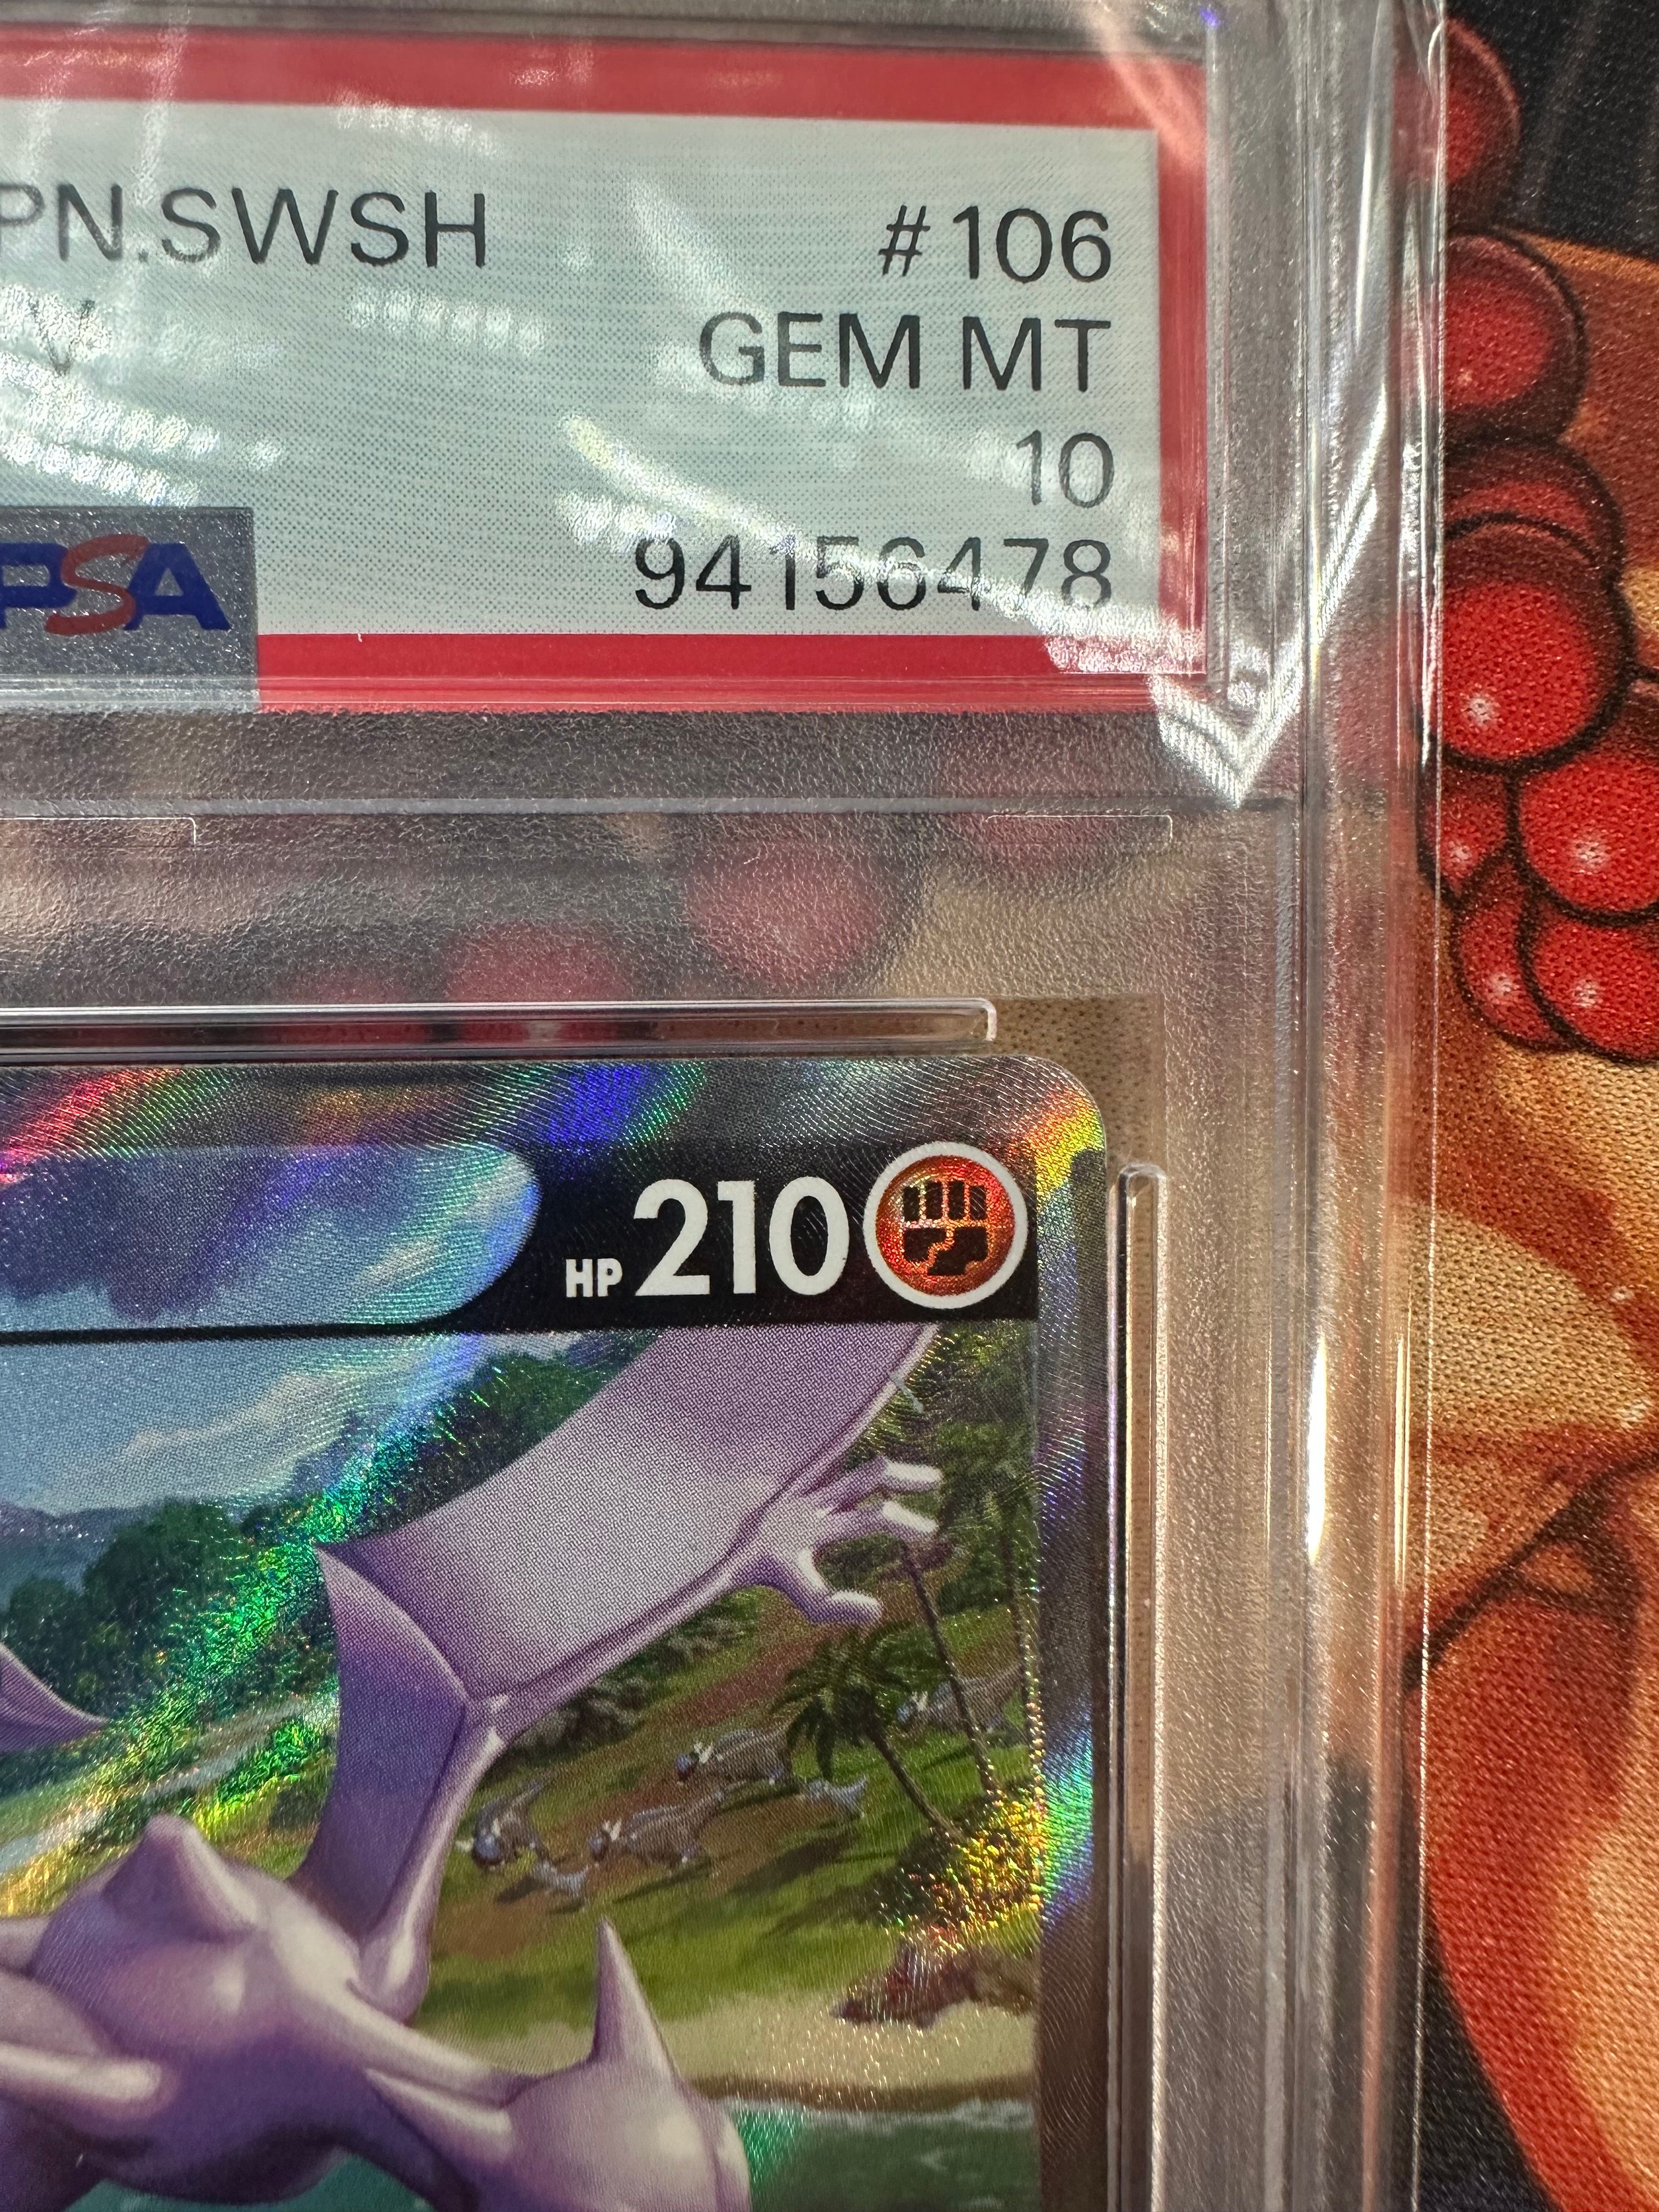 PN.SWSH #106
V GEM MT
10
PSA 94156478
HP 210